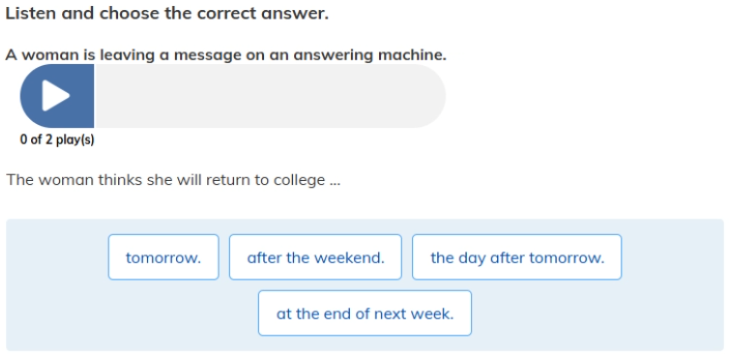 Listen and choose the correct answer.
A woman is leaving a message on an answering machine.
0 of 2 play(s)
The woman thinks she will return to college ...
tomorrow.
after the weekend.
the day after tomorrow.
at the end of next week.